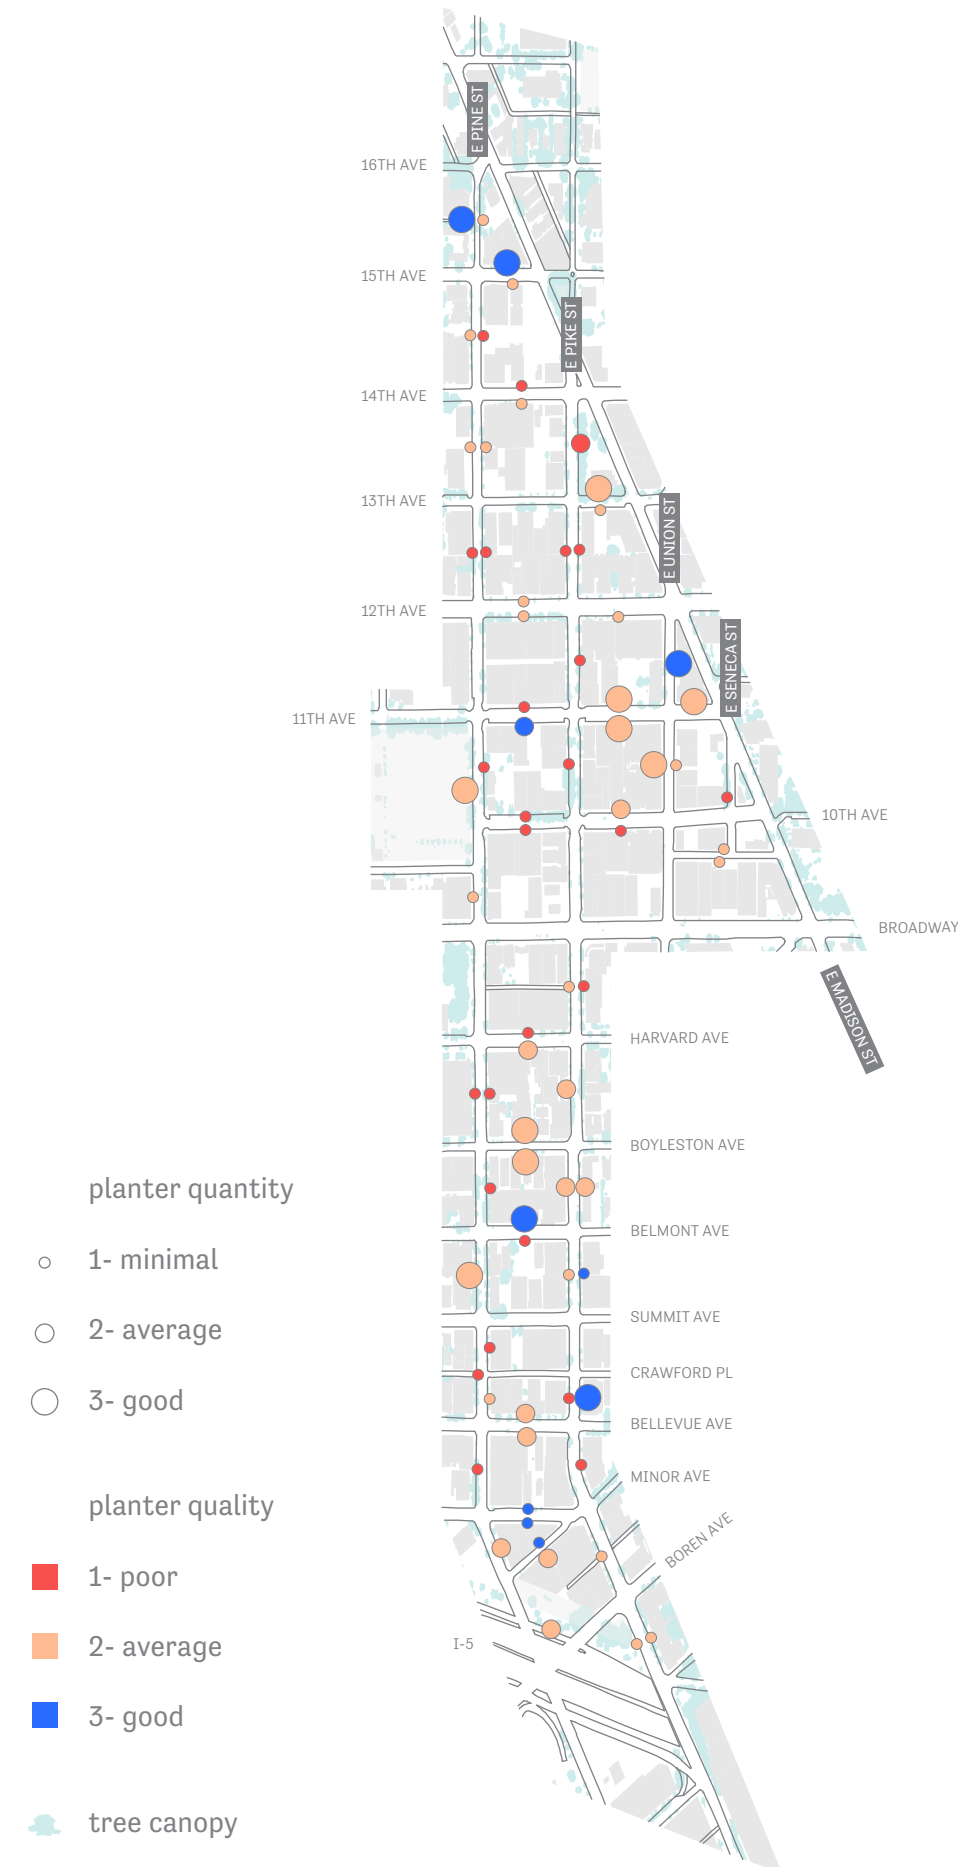 E PINE ST
16TH AVE
15TH AVE
E PIKE ST
14TH AVE
13TH AVE
E UNION ST
12TH AVE
E SENECA ST
11TH AVE
10TH AVE
BROADWAY
E MADISON ST
HARVARD AVE
BOYLESTON AVE
planter quantity
BELMONT AVE
1- minimal
SUMMIT AVE
2- average
CRAWFORD PL
3- good
BELLEVUE AVE
MINOR AVE
planter quality
BOREN AVE
1- poor
I-5
2- average
3- good
tree canopy